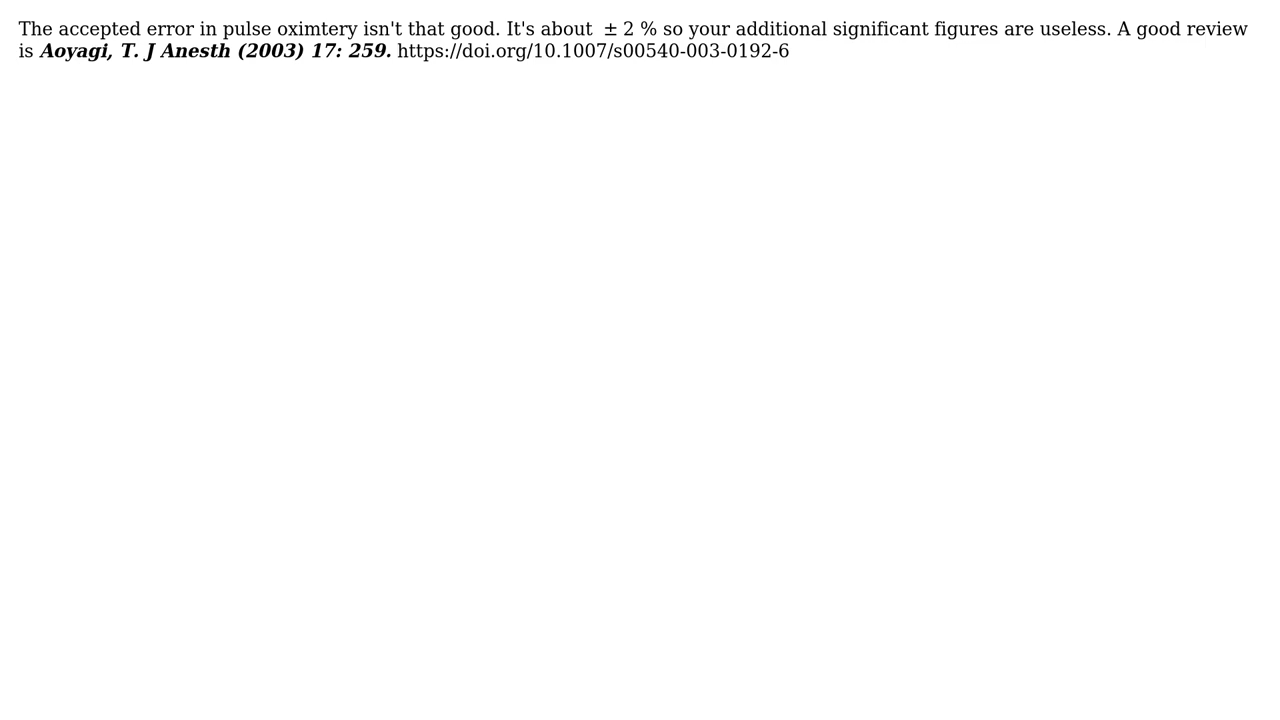 The accepted error in pulse oximtery isn't that good. It's about  ± 2 % so your additional significant figures are useless. A good review
is Aoyagi, T. J Anesth (2003) 17: 259. https://doi.org/10.1007/s00540-003-0192-6